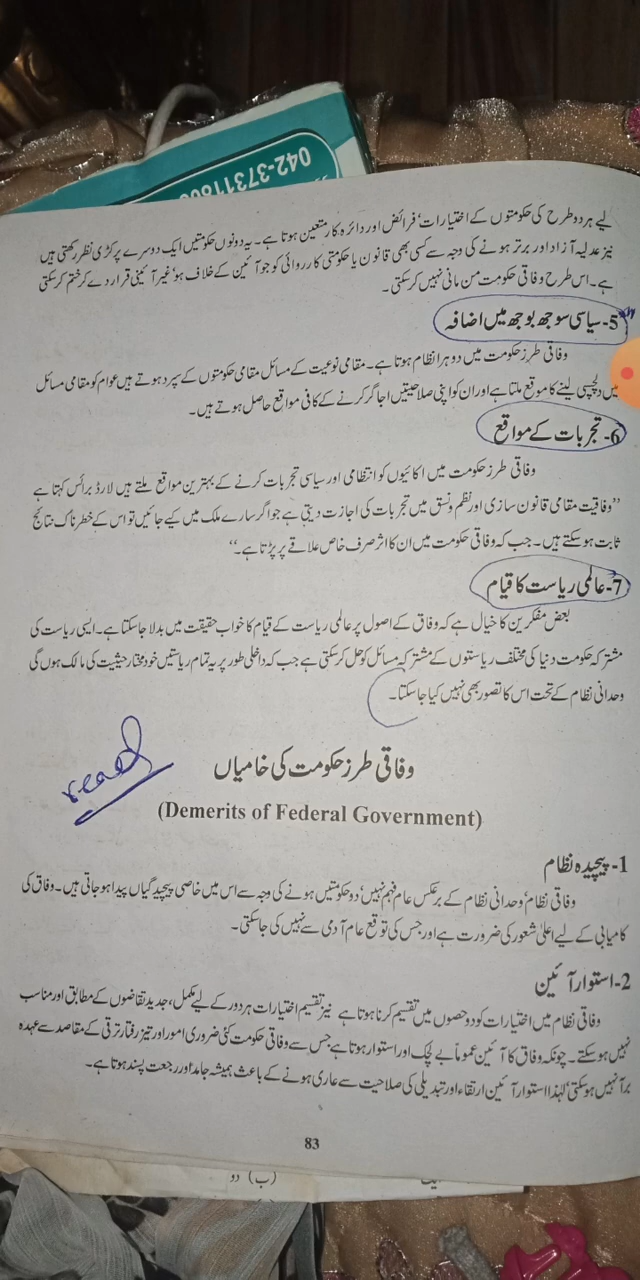 042-3731180
لیے ہر دو طرح کی حکومتوں کے اختیارات، فرائض اور دائرہ کار متعین ہوتا ہے۔ یہ دونوں حکومتیں ایک دوسرے پر کڑی نظر رکھتی ہیں
نیز عدلیہ آزاد اور برتر ہونے کی وجہ سے کسی بھی قانون یا حکومتی کارروائی کو جو آئین کے خلاف ہو، غیر آئینی قرار دے کر ختم کر سکتی
ہے۔ اس طرح وفاقی حکومت من مانی نہیں کر سکتی۔
5- سیاسی سوجھ بوجھ میں اضافہ
وفاقی طرز حکومت میں دوہرا نظام ہوتا ہے۔ مقامی نوعیت کے مسائل مقامی حکومتوں کے سپرد ہوتے ہیں عوام کو مقامی مسائل
میں دلچسپی لینے کا موقع ملتا ہے اور ان کو اپنی صلاحیتیں اجاگر کرنے کے کافی مواقع حاصل ہوتے ہیں۔
6- تجربات کے مواقع
وفاقی طرز حکومت میں اکائیوں کو انتظامی اور سیاسی تجربات کرنے کے بہترین مواقع ملتے ہیں لارڈ برائس کہتا ہے
’’وفاقیت مقامی قانون سازی اور نظم و نسق میں تجربات کی اجازت دیتی ہے جو اگر سارے ملک میں کیے جائیں تو اس کے خطرناک نتائج
ثابت ہو سکتے ہیں۔ جب کہ وفاقی حکومت میں ان کا اثر صرف خاص علاقے پر پڑتا ہے۔‘‘
7- عالمی ریاست کا قیام
بعض مفکرین کا خیال ہے کہ وفاق کے اصول پر عالمی ریاست کے قیام کا خواب حقیقت میں بدلا جا سکتا ہے۔ ایسی ریاست کی
مشترکہ حکومت دنیا کی مختلف ریاستوں کے مشترکہ مسائل کو حل کر سکتی ہے جب کہ داخلی طور پر یہ تمام ریاستیں خود مختار حیثیت کی مالک ہوں گی
وحدانی نظام کے تحت اس کا تصور بھی نہیں کیا جا سکتا۔
read
وفاقی طرز حکومت کی خامیاں
(Demerits of Federal Government)
1- پیچیدہ نظام
وفاقی نظام، وحدانی نظام کے برعکس عام فہم نہیں، دو حکومتیں ہونے کی وجہ سے اس میں خاصی پیچیدگیاں پیدا ہو جاتی ہیں۔ وفاق کی
کامیابی کے لیے اعلیٰ شعور کی ضرورت ہے اور جس کی توقع عام آدمی سے نہیں کی جا سکتی۔
2- استوار آئین
وفاقی نظام میں اختیارات کو دو حصوں میں تقسیم کرنا ہوتا ہے نیز تقسیم اختیارات ہر دور کے لیے مکمل، جدید تقاضوں کے مطابق اور مناسب
نہیں ہو سکتے۔ چونکہ وفاق کا آئین عموماً بے لچک اور استوار ہوتا ہے جس سے وفاقی حکومت کئی ضروری امور اور تیز رفتار ترقی کے مقاصد سے عہدہ
برآ نہیں ہو سکتی، لہٰذا استوار آئین ارتقاء اور تبدیلی کی صلاحیت سے عاری ہونے کے باعث ہمیشہ جامد اور رجعت پسند ہوتا ہے۔
83
(ب) دو